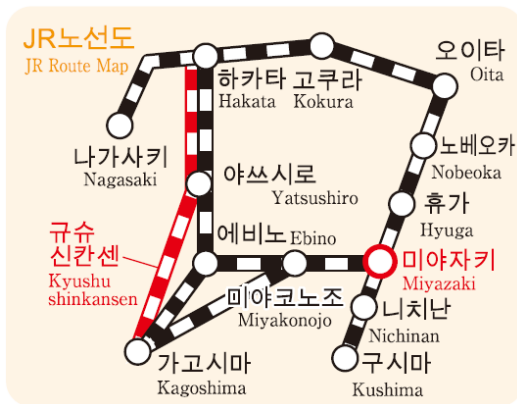 JR노선도
JR Route Map
하카타
Hakata
고쿠라
Kokura
오이타
Oita
나가사키
Nagasaki
노베오카
Nobeoka
야쓰시로
Yatsushiro
휴가
Hyuga
규슈
신칸센
Kyushu
shinkansen
에비노 Ebino
미야자키
Miyazaki
미야코노조
Miyakonojo
니치난
Nichinan
가고시마
Kagoshima
구시마
Kushima